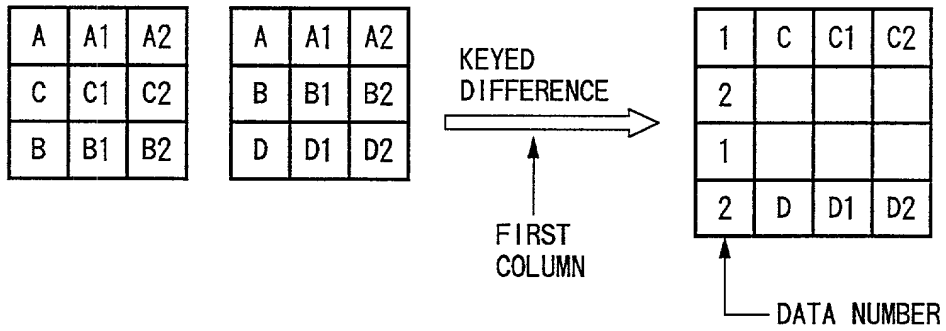 A A1 A2
C C1 C2
B B1 B2
A A1 A2
B B1 B2
D D1 D2
KEYED
DIFFERENCE
FIRST
COLUMN
1 C C1 C2
2
1
2 D D1 D2
DATA NUMBER